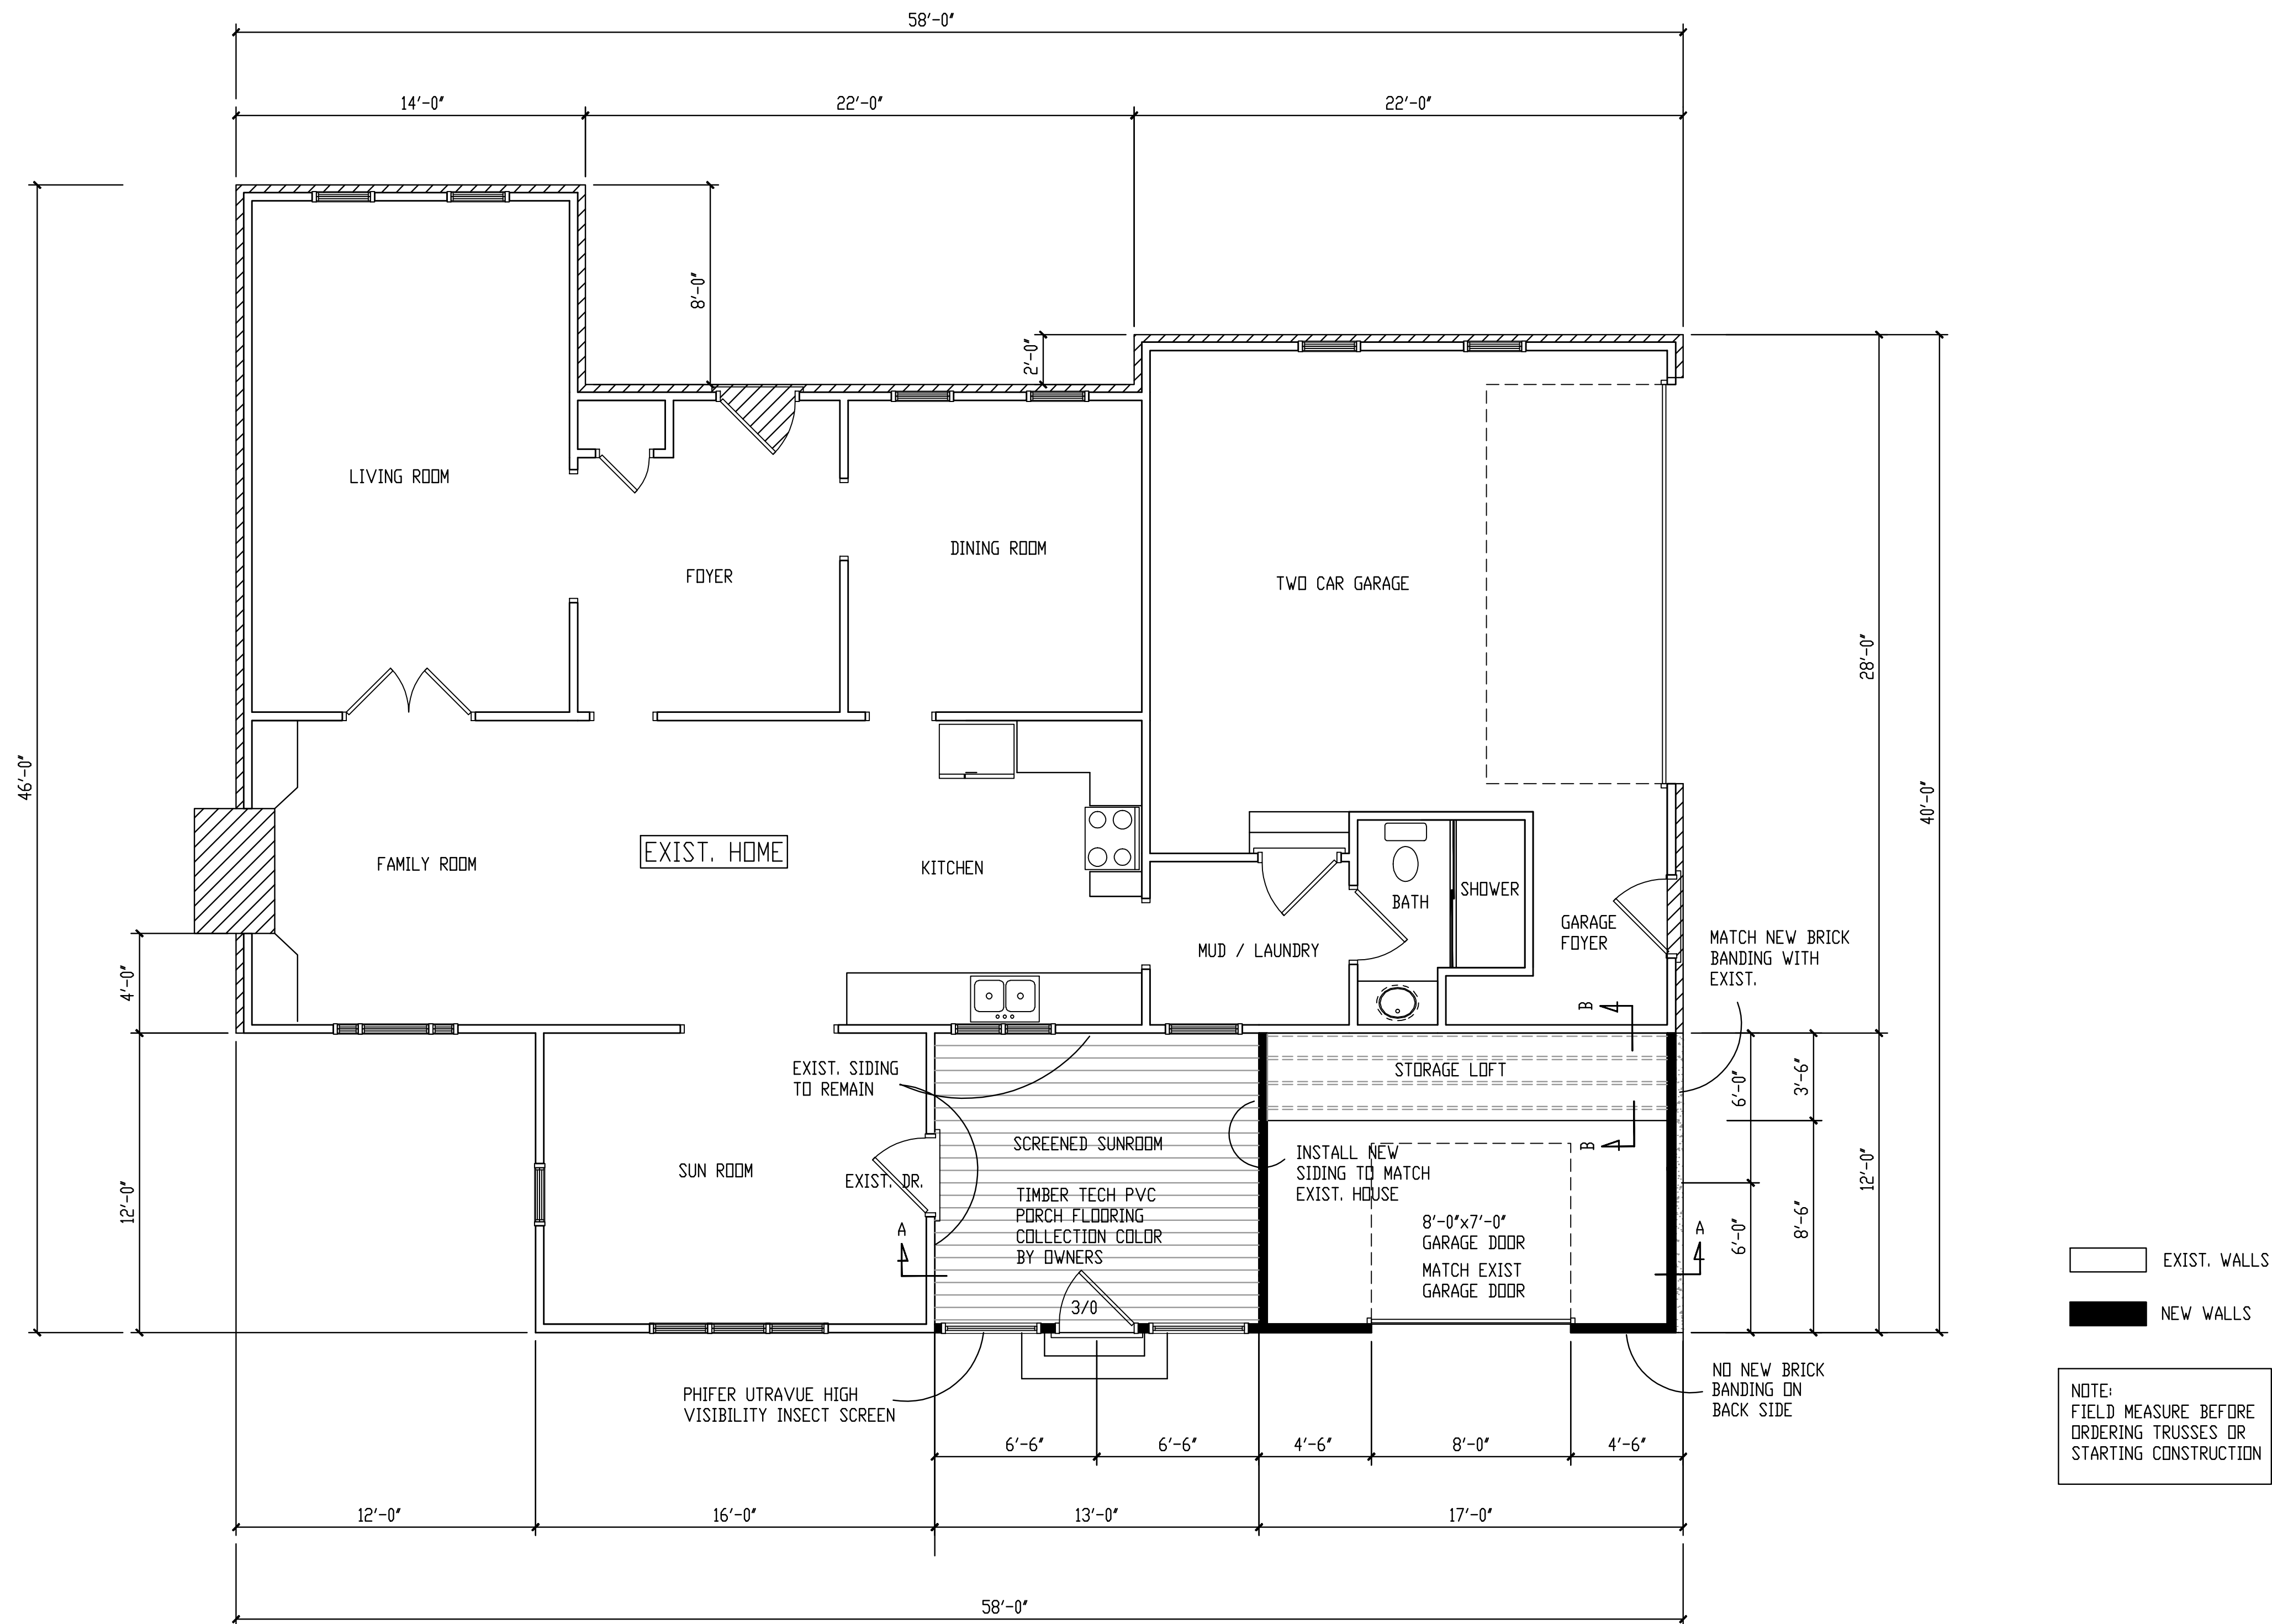 58'-0"
14'-0"
22'-0"
22'-0"
8'-0"
2'-0"
LIVING ROOM
FOYER
DINING ROOM
TWO CAR GARAGE
28'-0"
40'-0"
46'-0"
FAMILY ROOM
EXIST. HOME
KITCHEN
BATH
SHOWER
MUD / LAUNDRY
GARAGE
FOYER
MATCH NEW BRICK
BANDING WITH
EXIST.
4'-0"
B
EXIST. SIDING
TO REMAIN
STORAGE LOFT
6'-0"
3'-6"
SCREENED SUNROOM
B
INSTALL NEW
SIDING TO MATCH
EXIST. HOUSE
SUN ROOM
EXIST. DR.
12'-0"
12'-0"
TIMBER TECH PVC
PORCH FLOORING
COLLECTION COLOR
BY OWNERS
A
8'-0"x7'-0"
GARAGE DOOR
MATCH EXIST
GARAGE DOOR
A
6'-0"
8'-6"
3/0
EXIST. WALLS
NEW WALLS
PHIFER UTRAVUE HIGH
VISIBILITY INSECT SCREEN
NO NEW BRICK
BANDING ON
BACK SIDE
NOTE:
FIELD MEASURE BEFORE
ORDERING TRUSSES OR
STARTING CONSTRUCTION
6'-6"
6'-6"
4'-6"
8'-0"
4'-6"
12'-0"
16'-0"
13'-0"
17'-0"
58'-0"